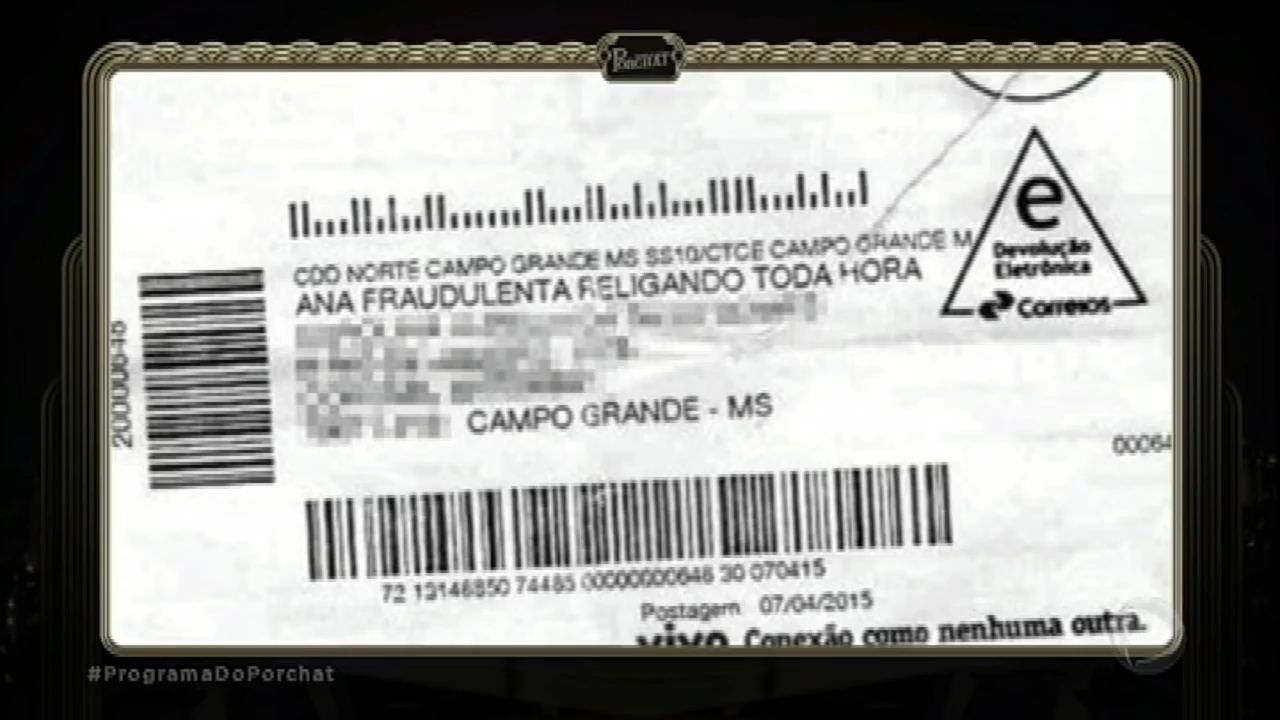 PORCHAT
CDD NORTE CAMPO GRANDE MS SS10/CTCE CAMPO GRANDE M
ANA FRAUDULENTA RELIGANDO TODA HORA
CAMPO GRANDE - MS
e
Devolução
Eletrônica
Correios
00064
72 13146850 74485 00000000646 30 070415
Postagem 07/04/2015
vivo Conexão como nenhuma outra.
#ProgramaDoPorchat